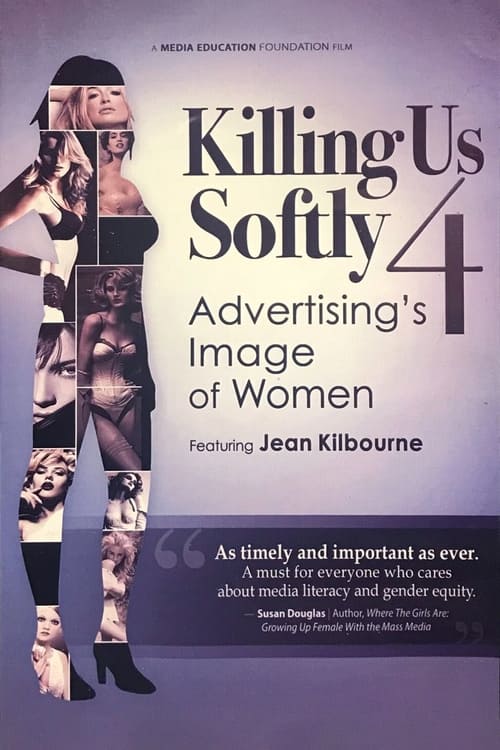 A MEDIA EDUCATION FOUNDATION FILM
Killing Us
Softly 4
Advertising's
Image
of Women
Featuring Jean Kilbourne
“ As timely and important as ever.
A must for everyone who cares
about media literacy and gender equity.
— Susan Douglas | Author, Where The Girls Are:
Growing Up Female With the Mass Media ”